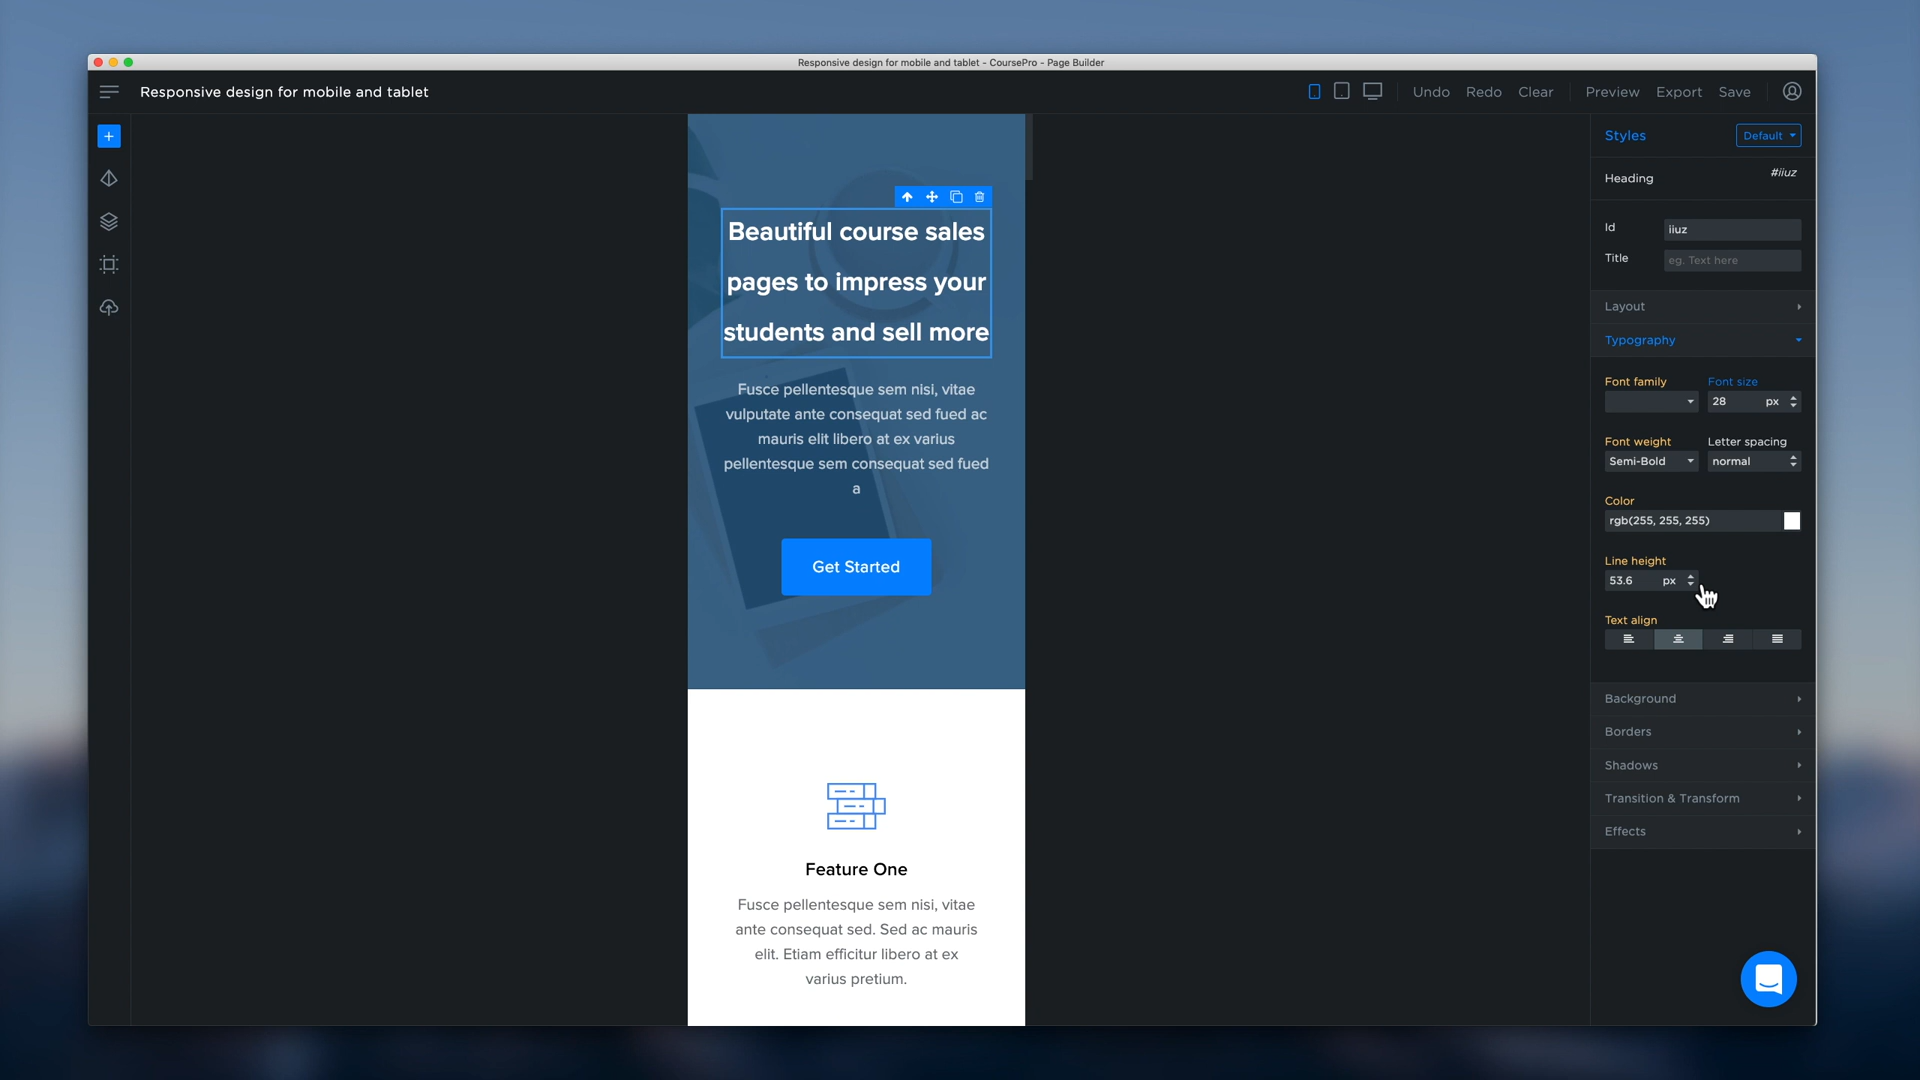 Responsive design for mobile and tablet - CoursePro - Page Builder
Responsive design for mobile and tablet
Undo Redo Clear Preview Export Save
Beautiful course sales
pages to impress your
students and sell more
Fusce pellentesque sem nisi, vitae
vulputate ante consequat sed fued ac
mauris elit libero at ex varius
pellentesque sem consequat sed fued
a
Get Started
Feature One
Fusce pellentesque sem nisi, vitae
ante consequat sed. Sed ac mauris
elit. Etiam efficitur libero at ex
varius pretium.
Styles Default
Heading #iiuz
Id iiuz
Title eg. Text here
Layout
Typography
Font family Font size
28 px
Font weight Letter spacing
Semi-Bold normal
Color
rgb(255, 255, 255)
Line height
53.6 px
Text align
Background
Borders
Shadows
Transition & Transform
Effects